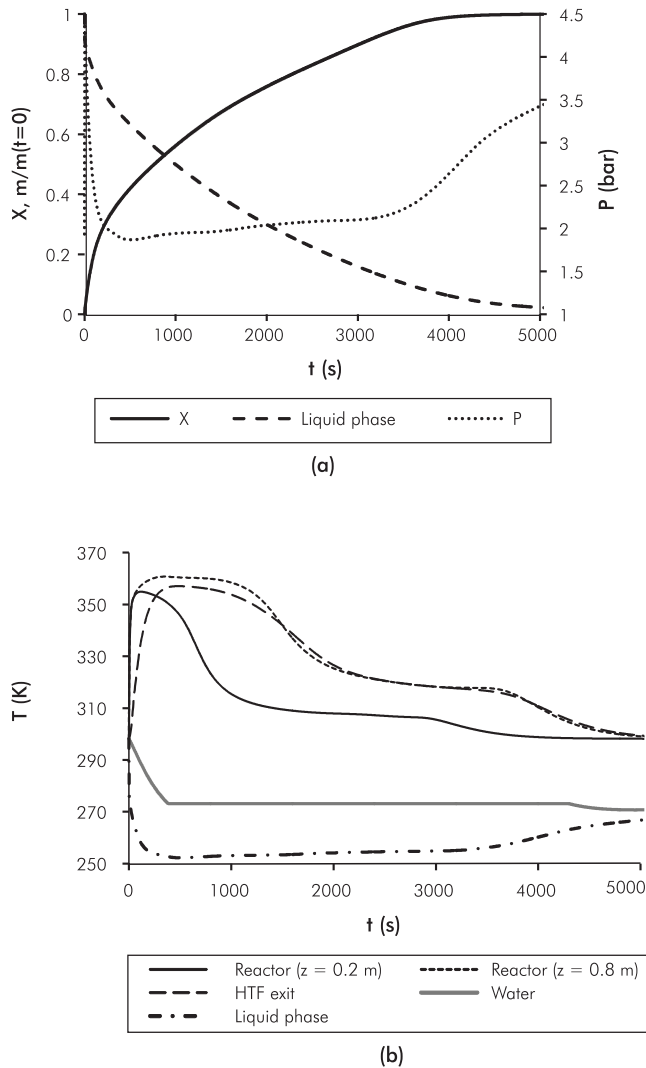 1
0.8
0.6
0.4
0.2
0
X, m/m(t=0)
4.5
4
3.5
3
2.5
2
1.5
1
P (bar)
0 1000 2000 3000 4000 5000
t (s)
X Liquid phase P
(a)
370
350
330
310
290
270
250
T (K)
0 1000 2000 3000 4000 5000
t (s)
Reactor (z = 0.2 m) Reactor (z = 0.8 m)
HTF exit Water
Liquid phase
(b)